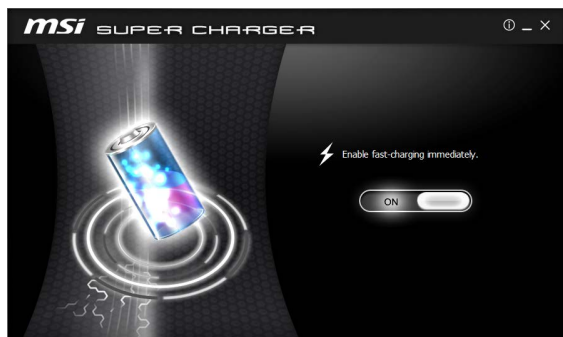 msi SUPER CHARGER
Enable fast-charging immediately.
ON